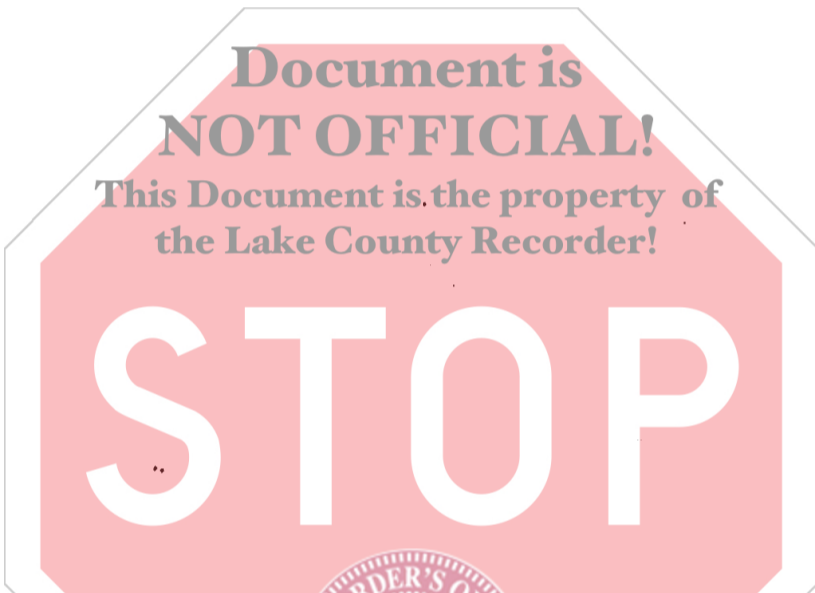 Document is
NOT OFFICIAL!
This Document is the property of
the Lake County Recorder!
STOP